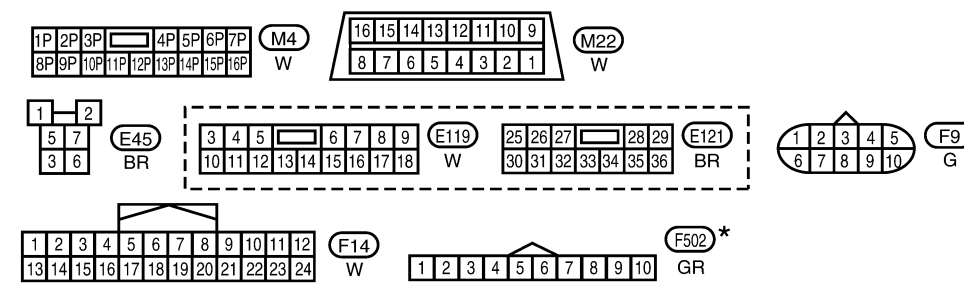 1P 2P 3P 4P 5P 6P 7P M4
8P 9P 10P 11P 12P 13P 14P 15P 16P W
16 15 14 13 12 11 10 9 M22
8 7 6 5 4 3 2 1 W
1 2
5 7 E45
3 6 BR
3 4 5 6 7 8 9 E119
10 11 12 13 14 15 16 17 18 W
25 26 27 28 29 E121
30 31 32 33 34 35 36 BR
1 2 3 4 5 F9
6 7 8 9 10 G
1 2 3 4 5 6 7 8 9 10 11 12 F14
13 14 15 16 17 18 19 20 21 22 23 24 W
F502 *
1 2 3 4 5 6 7 8 9 10 GR